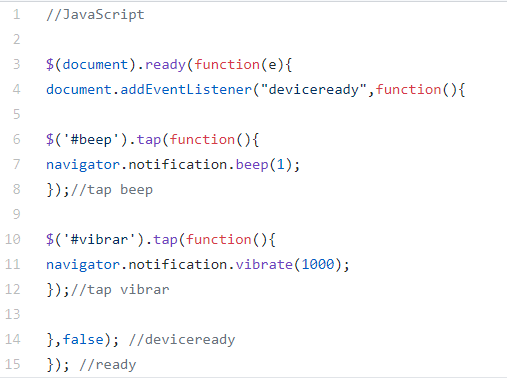 1 //JavaScript
2
3 $(document).ready(function(e){
4 document.addEventListener("deviceready",function(){
5
6 $('#beep').tap(function(){
7 navigator.notification.beep(1);
8 });//tap beep
9
10 $('#vibrar').tap(function(){
11 navigator.notification.vibrate(1000);
12 });//tap vibrar
13
14 },false); //deviceready
15 }); //ready